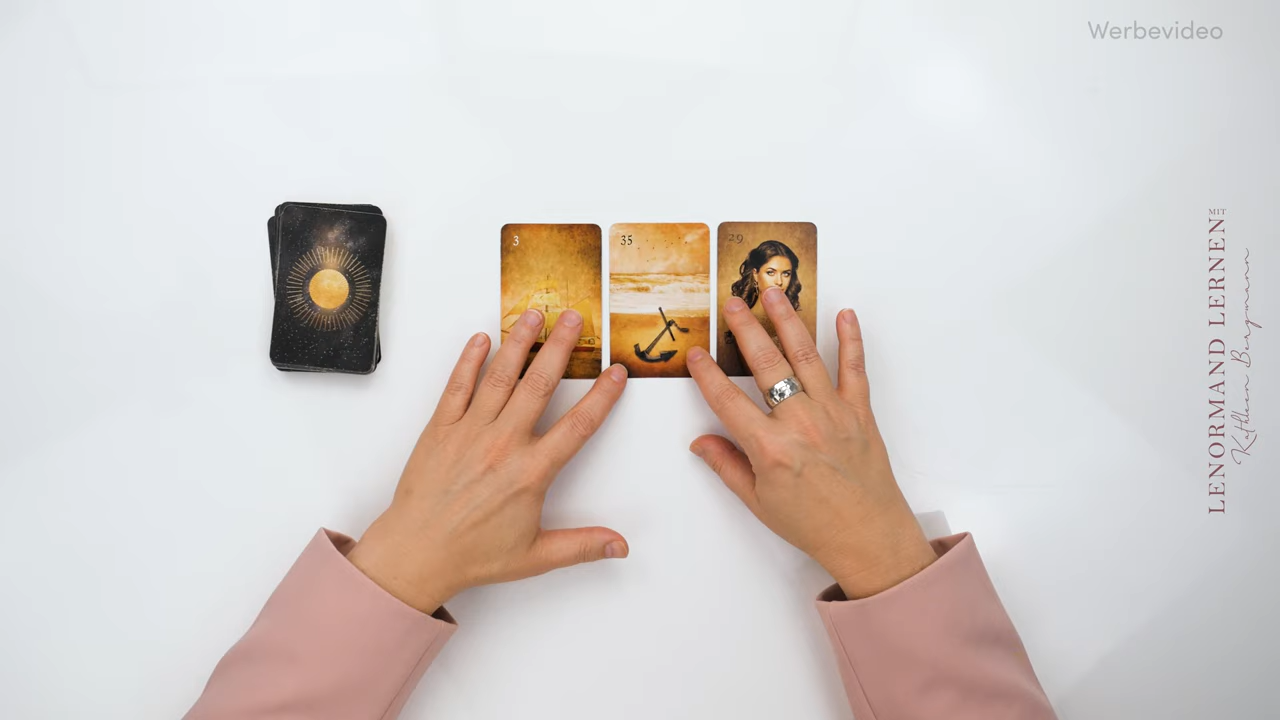 Werbevideo
3
35
29
LENORMAND LERNEN MIT
Kathleen Bergmann